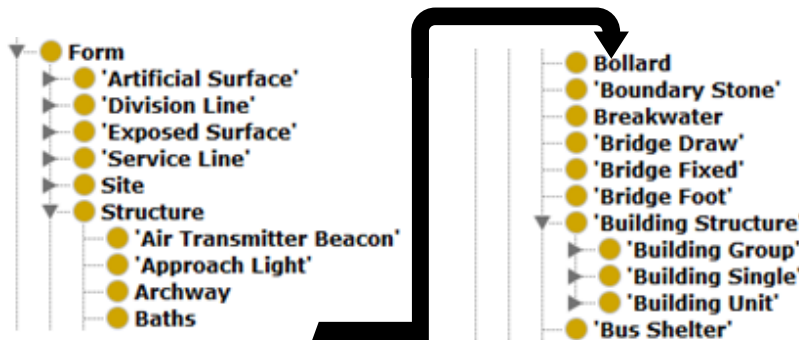 Form
'Artificial Surface'
'Division Line'
'Exposed Surface'
'Service Line'
Site
Structure
'Air Transmitter Beacon'
'Approach Light'
Archway
Baths
Bollard
'Boundary Stone'
Breakwater
'Bridge Draw'
'Bridge Fixed'
'Bridge Foot'
'Building Structure'
'Building Group'
'Building Single'
'Building Unit'
'Bus Shelter'